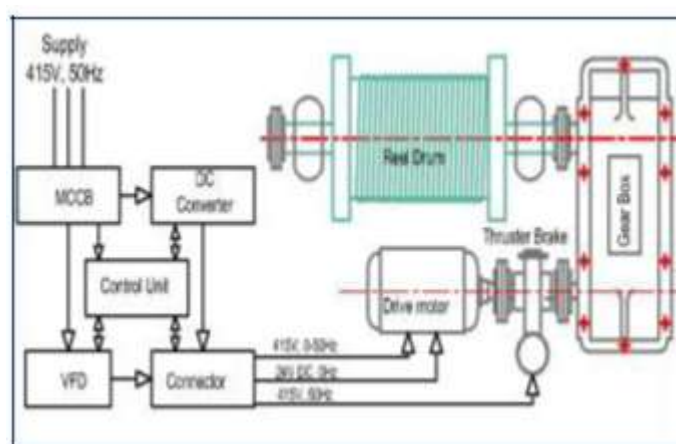 Supply
415V, 50Hz
MCCB
DC
Converter
Control Unit
VFD
Connector
Reel Drum
Thruster Brake
Drive motor
Gear Box
415V, 0-50Hz
24V DC, 0Hz
415V, 50Hz